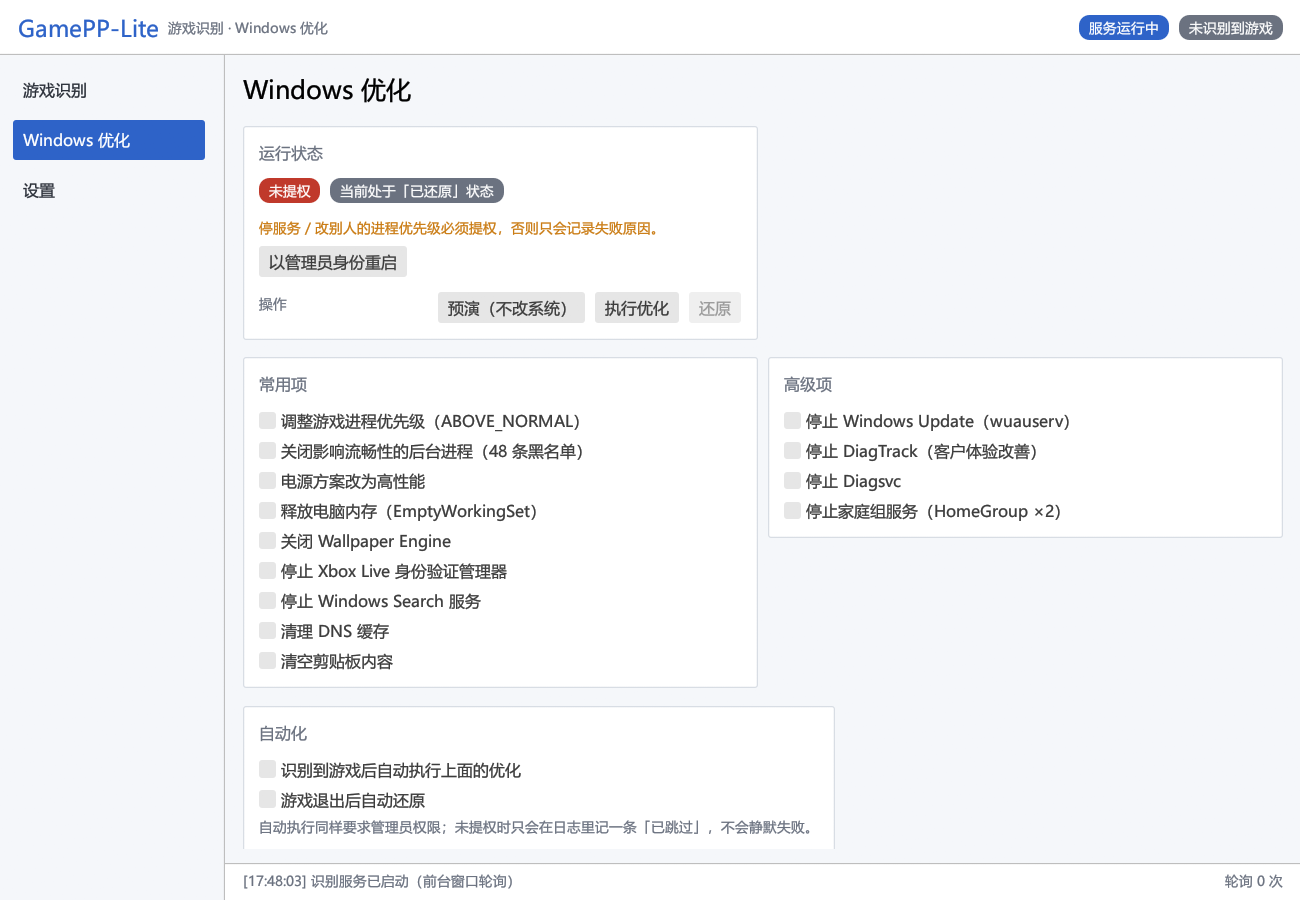 GamePP-Lite 游戏识别 · Windows 优化 服务运行中 未识别到游戏
游戏识别
Windows 优化
设置
Windows 优化
运行状态
未提权 当前处于「已还原」状态
停服务 / 改别人的进程优先级必须提权，否则只会记录失败原因。
以管理员身份重启
操作 预演（不改系统） 执行优化 还原
常用项
调整游戏进程优先级（ABOVE_NORMAL）
关闭影响流畅性的后台进程（48 条黑名单）
电源方案改为高性能
释放电脑内存（EmptyWorkingSet）
关闭 Wallpaper Engine
停止 Xbox Live 身份验证管理器
停止 Windows Search 服务
清理 DNS 缓存
清空剪贴板内容
高级项
停止 Windows Update（wuauserv）
停止 DiagTrack（客户体验改善）
停止 Diagsvc
停止家庭组服务（HomeGroup ×2）
自动化
识别到游戏后自动执行上面的优化
游戏退出后自动还原
自动执行同样要求管理员权限；未提权时只会在日志里记一条「已跳过」，不会静默失败。
[17:48:03] 识别服务已启动（前台窗口轮询） 轮询 0 次